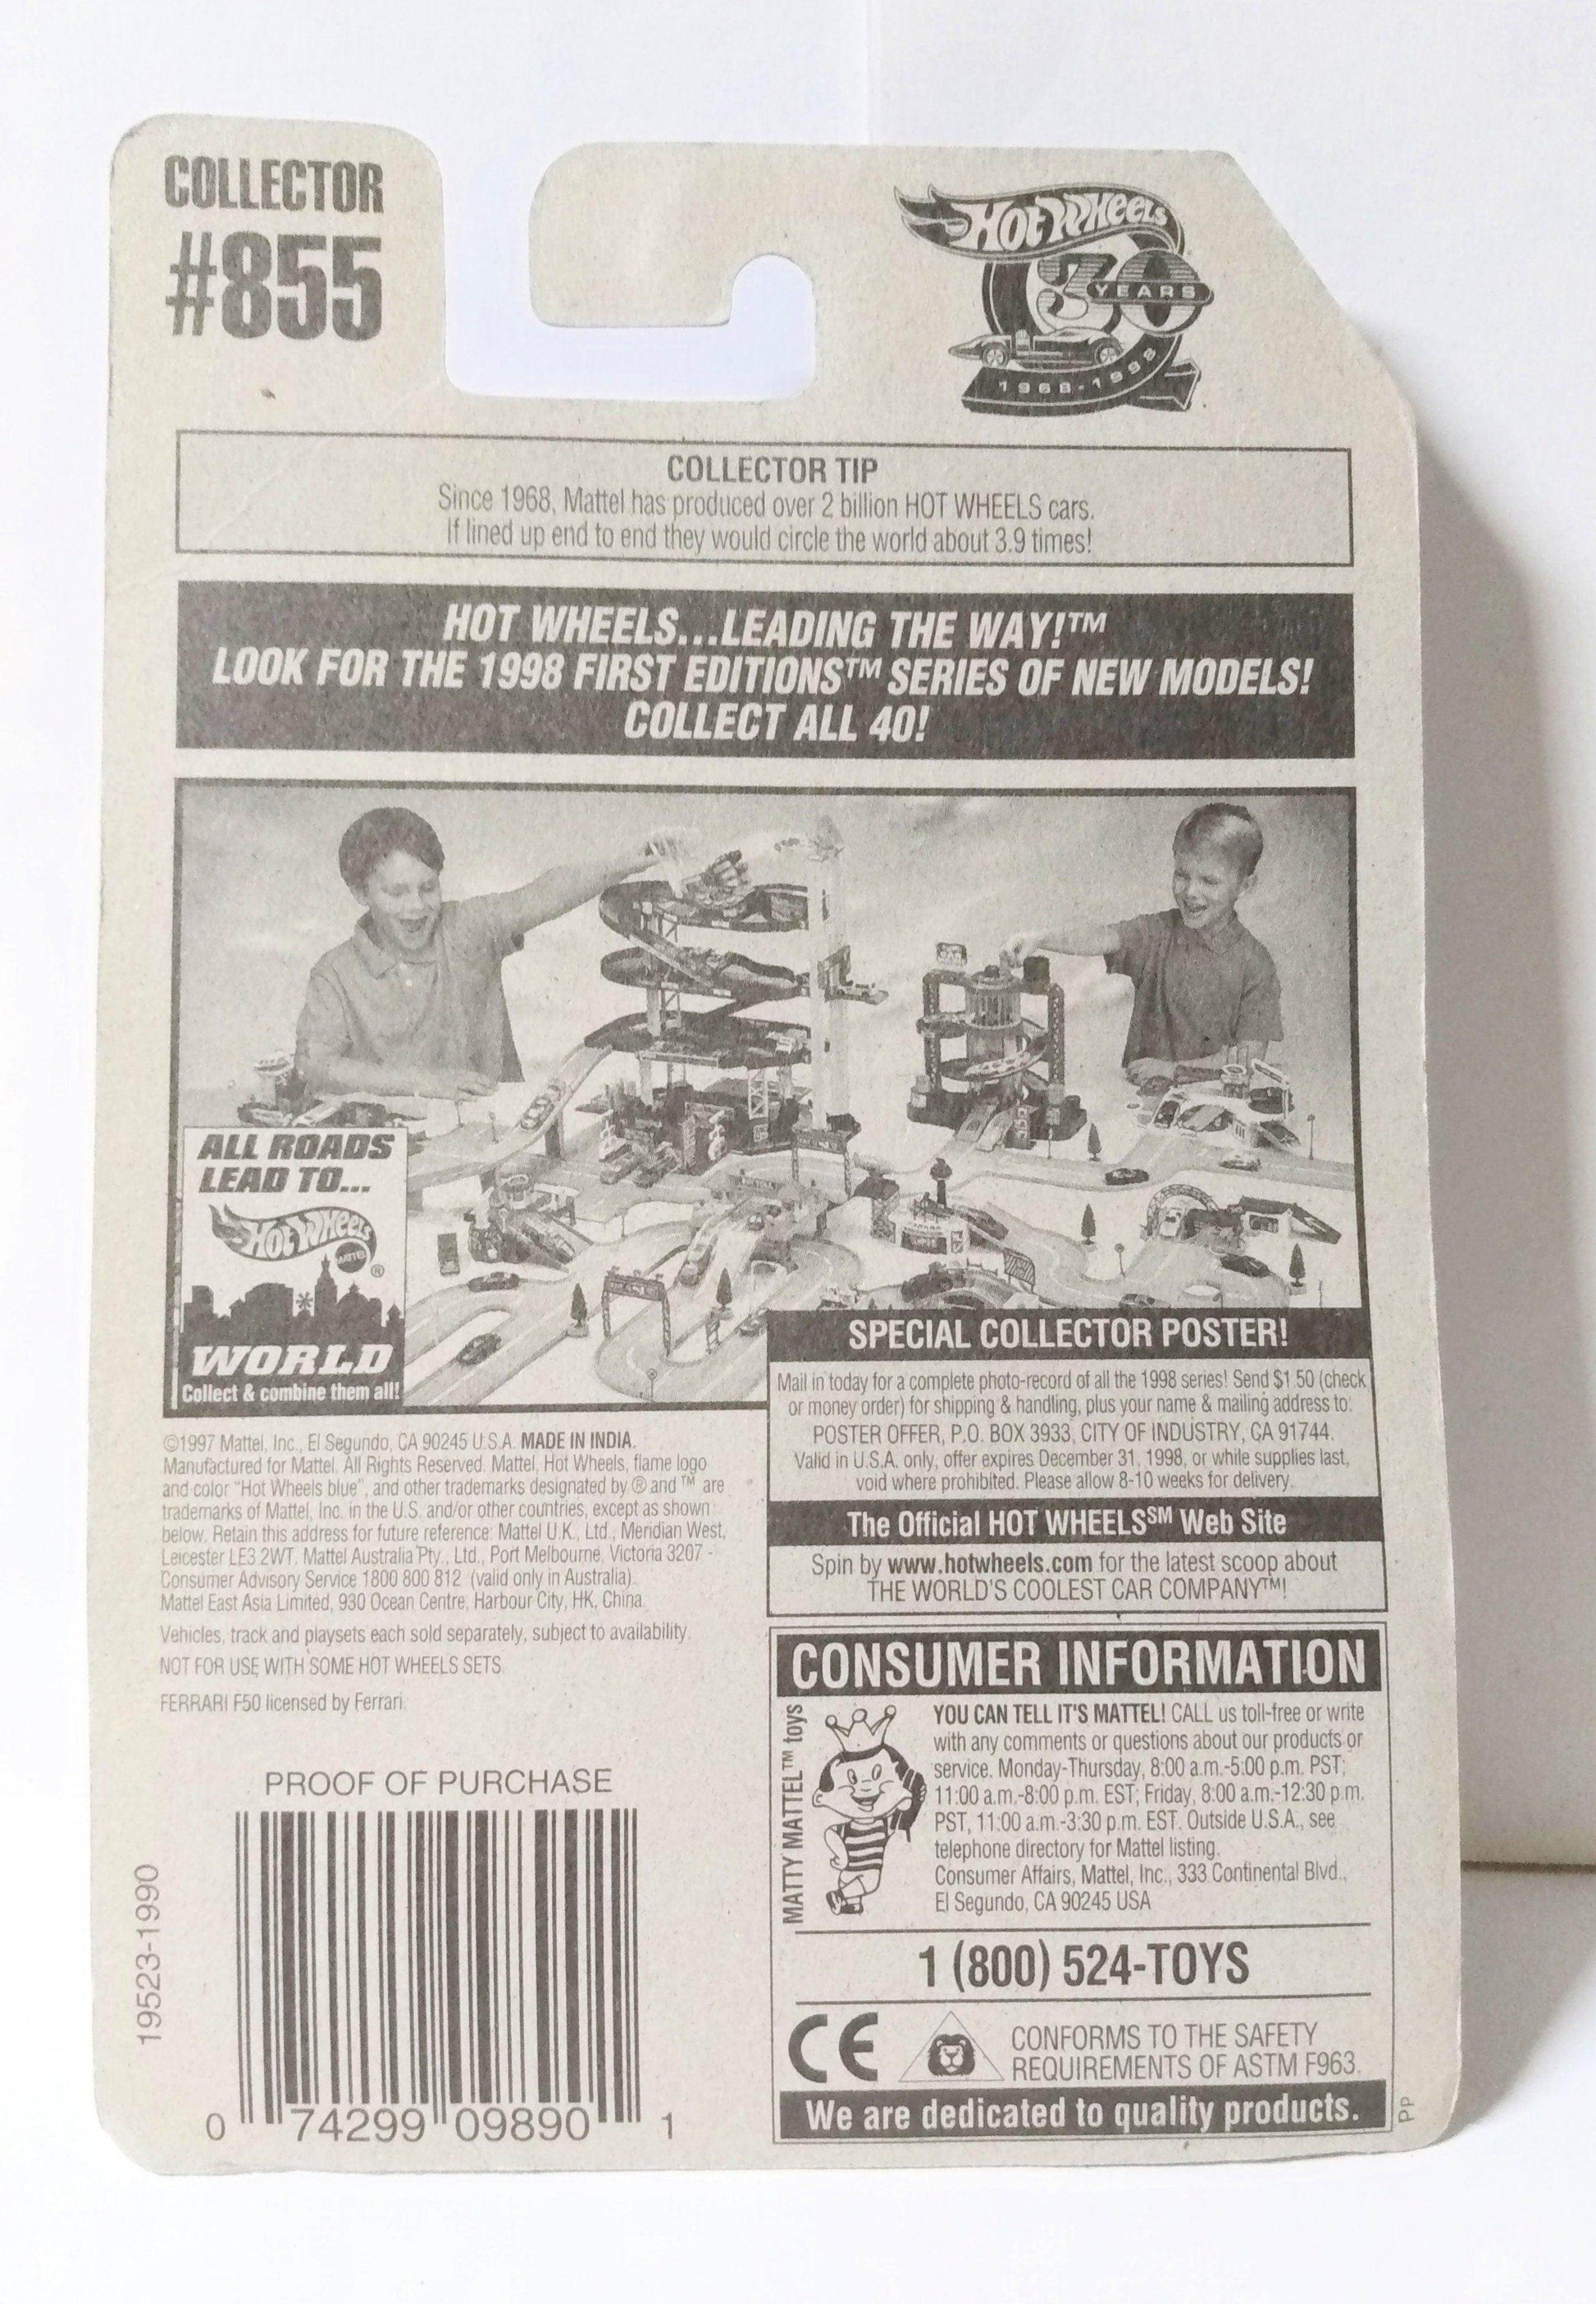 COLLECTOR
#855
Hot Wheels
30
YEARS
1968-1998
COLLECTOR TIP
Since 1968, Mattel has produced over 2 billion HOT WHEELS cars.
If lined up end to end they would circle the world about 3.9 times!
HOT WHEELS...LEADING THE WAY!™
LOOK FOR THE 1998 FIRST EDITIONS™ SERIES OF NEW MODELS!
COLLECT ALL 40!
ALL ROADS
LEAD TO...
Hot Wheels
MATTEL
®
WORLD
Collect & combine them all!
SPECIAL COLLECTOR POSTER!
Mail in today for a complete photo-record of all the 1998 series! Send $1.50 (check
or money order) for shipping & handling, plus your name & mailing address to:
POSTER OFFER, P.O. BOX 3933, CITY OF INDUSTRY, CA 91744.
Valid in U.S.A. only, offer expires December 31, 1998, or while supplies last,
void where prohibited. Please allow 8-10 weeks for delivery.
The Official HOT WHEELS℠ Web Site
Spin by www.hotwheels.com for the latest scoop about
THE WORLD'S COOLEST CAR COMPANY™!
©1997 Mattel, Inc., El Segundo, CA 90245 U.S.A. MADE IN INDIA.
Manufactured for Mattel. All Rights Reserved. Mattel, Hot Wheels, flame logo
and color "Hot Wheels blue", and other trademarks designated by ® and ™ are
trademarks of Mattel, Inc. in the U.S. and/or other countries, except as shown
below. Retain this address for future reference: Mattel U.K., Ltd., Meridian West,
Leicester LE3 2WT. Mattel Australia Pty., Ltd., Port Melbourne, Victoria 3207 -
Consumer Advisory Service 1800 800 812 (valid only in Australia).
Mattel East Asia Limited, 930 Ocean Centre, Harbour City, HK, China.
Vehicles, track and playsets each sold separately, subject to availability.
NOT FOR USE WITH SOME HOT WHEELS SETS.
FERRARI F50 licensed by Ferrari.
PROOF OF PURCHASE
19523-1990
0 74299 09890 1
CONSUMER INFORMATION
MATTY MATTEL™ toys
YOU CAN TELL IT'S MATTEL! CALL us toll-free or write
with any comments or questions about our products or
service. Monday-Thursday, 8:00 a.m.-5:00 p.m. PST;
11:00 a.m.-8:00 p.m. EST; Friday, 8:00 a.m.-12:30 p.m.
PST, 11:00 a.m.-3:30 p.m. EST. Outside U.S.A., see
telephone directory for Mattel listing.
Consumer Affairs, Mattel, Inc., 333 Continental Blvd.,
El Segundo, CA 90245 USA
1 (800) 524-TOYS
CE
CONFORMS TO THE SAFETY
REQUIREMENTS OF ASTM F963.
We are dedicated to quality products.
Pp